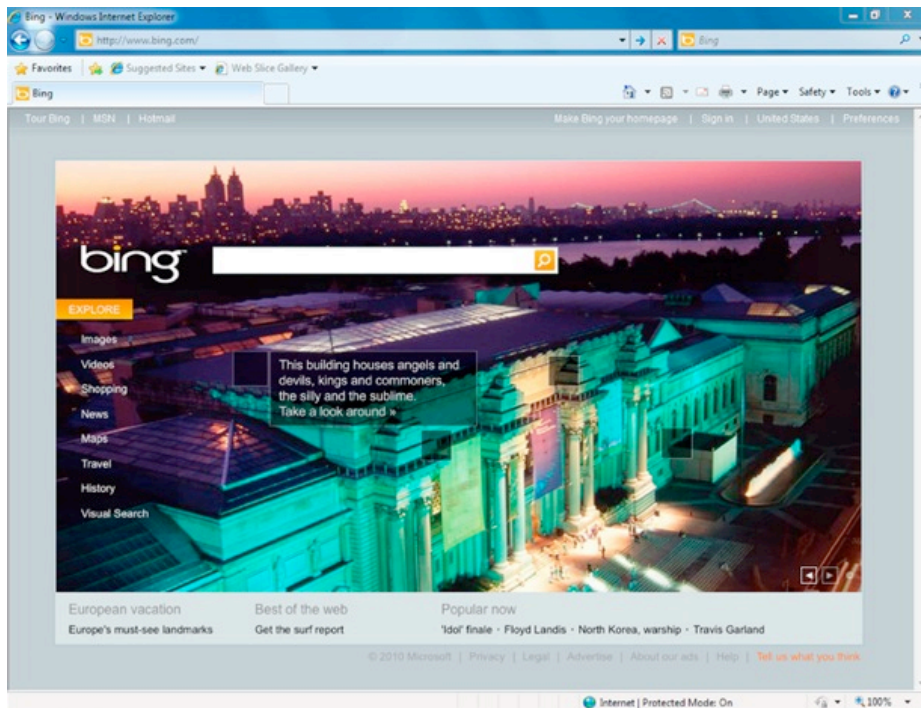 Bing - Windows Internet Explorer
http://www.bing.com/
Bing
Favorites
Suggested Sites
Web Slice Gallery
Bing
Page
Safety
Tools
Tour Bing | MSN | Hotmail
Make Bing your homepage | Sign in | United States | Preferences
bing
EXPLORE
Images
Videos
Shopping
News
Maps
Travel
History
Visual Search
This building houses angels and
devils, kings and commoners,
the silly and the sublime.
Take a look around »
European vacation
Europe's must-see landmarks
Best of the web
Get the surf report
Popular now
'Idol' finale · Floyd Landis · North Korea, warship · Travis Garland
© 2010 Microsoft | Privacy | Legal | Advertise | About our ads | Help | Tell us what you think
Internet | Protected Mode: On
100%